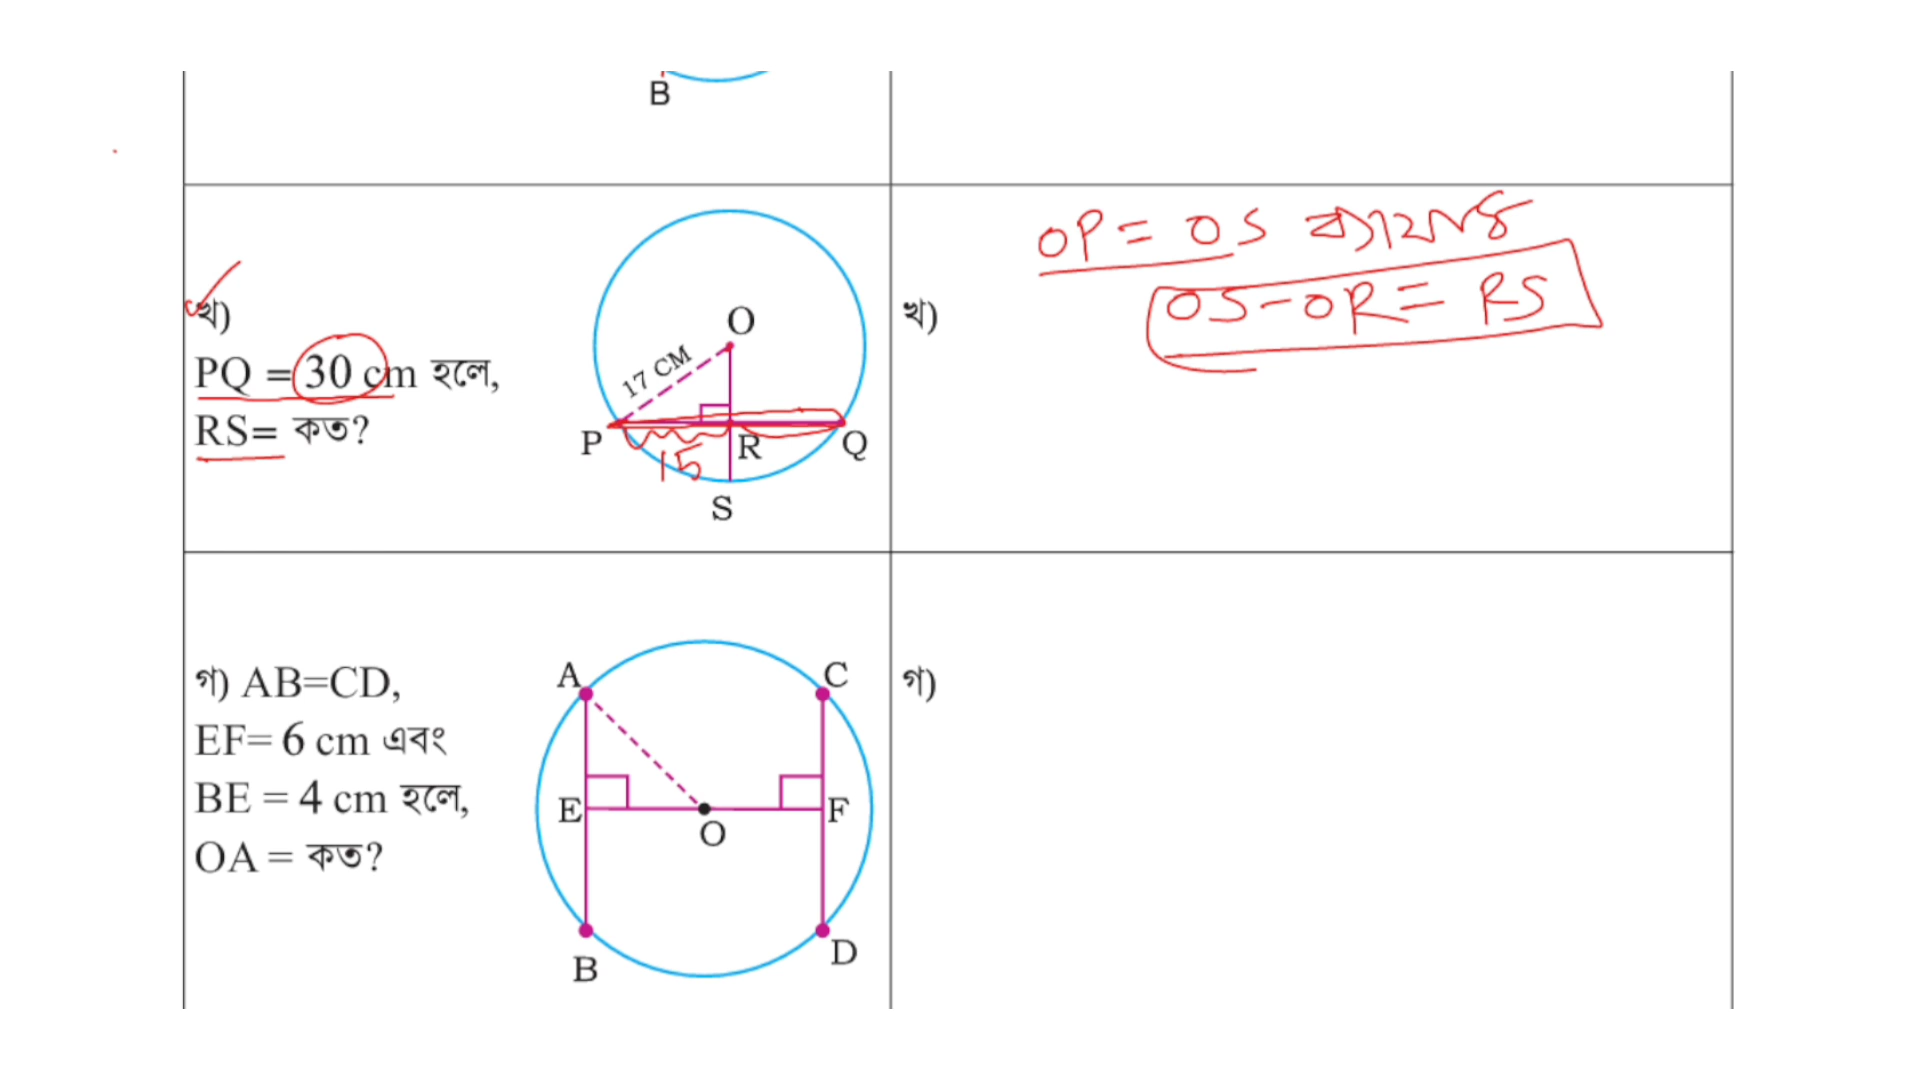 B
OP = OS ব্যাসার্ধ
OS - OR = RS
খ)
PQ = 30 cm হলে,
RS= কত?
O
17 CM
P
R
Q
15
S
খ)
গ) AB=CD,
EF= 6 cm এবং
BE = 4 cm হলে,
OA = কত?
A
C
E
O
F
B
D
গ)